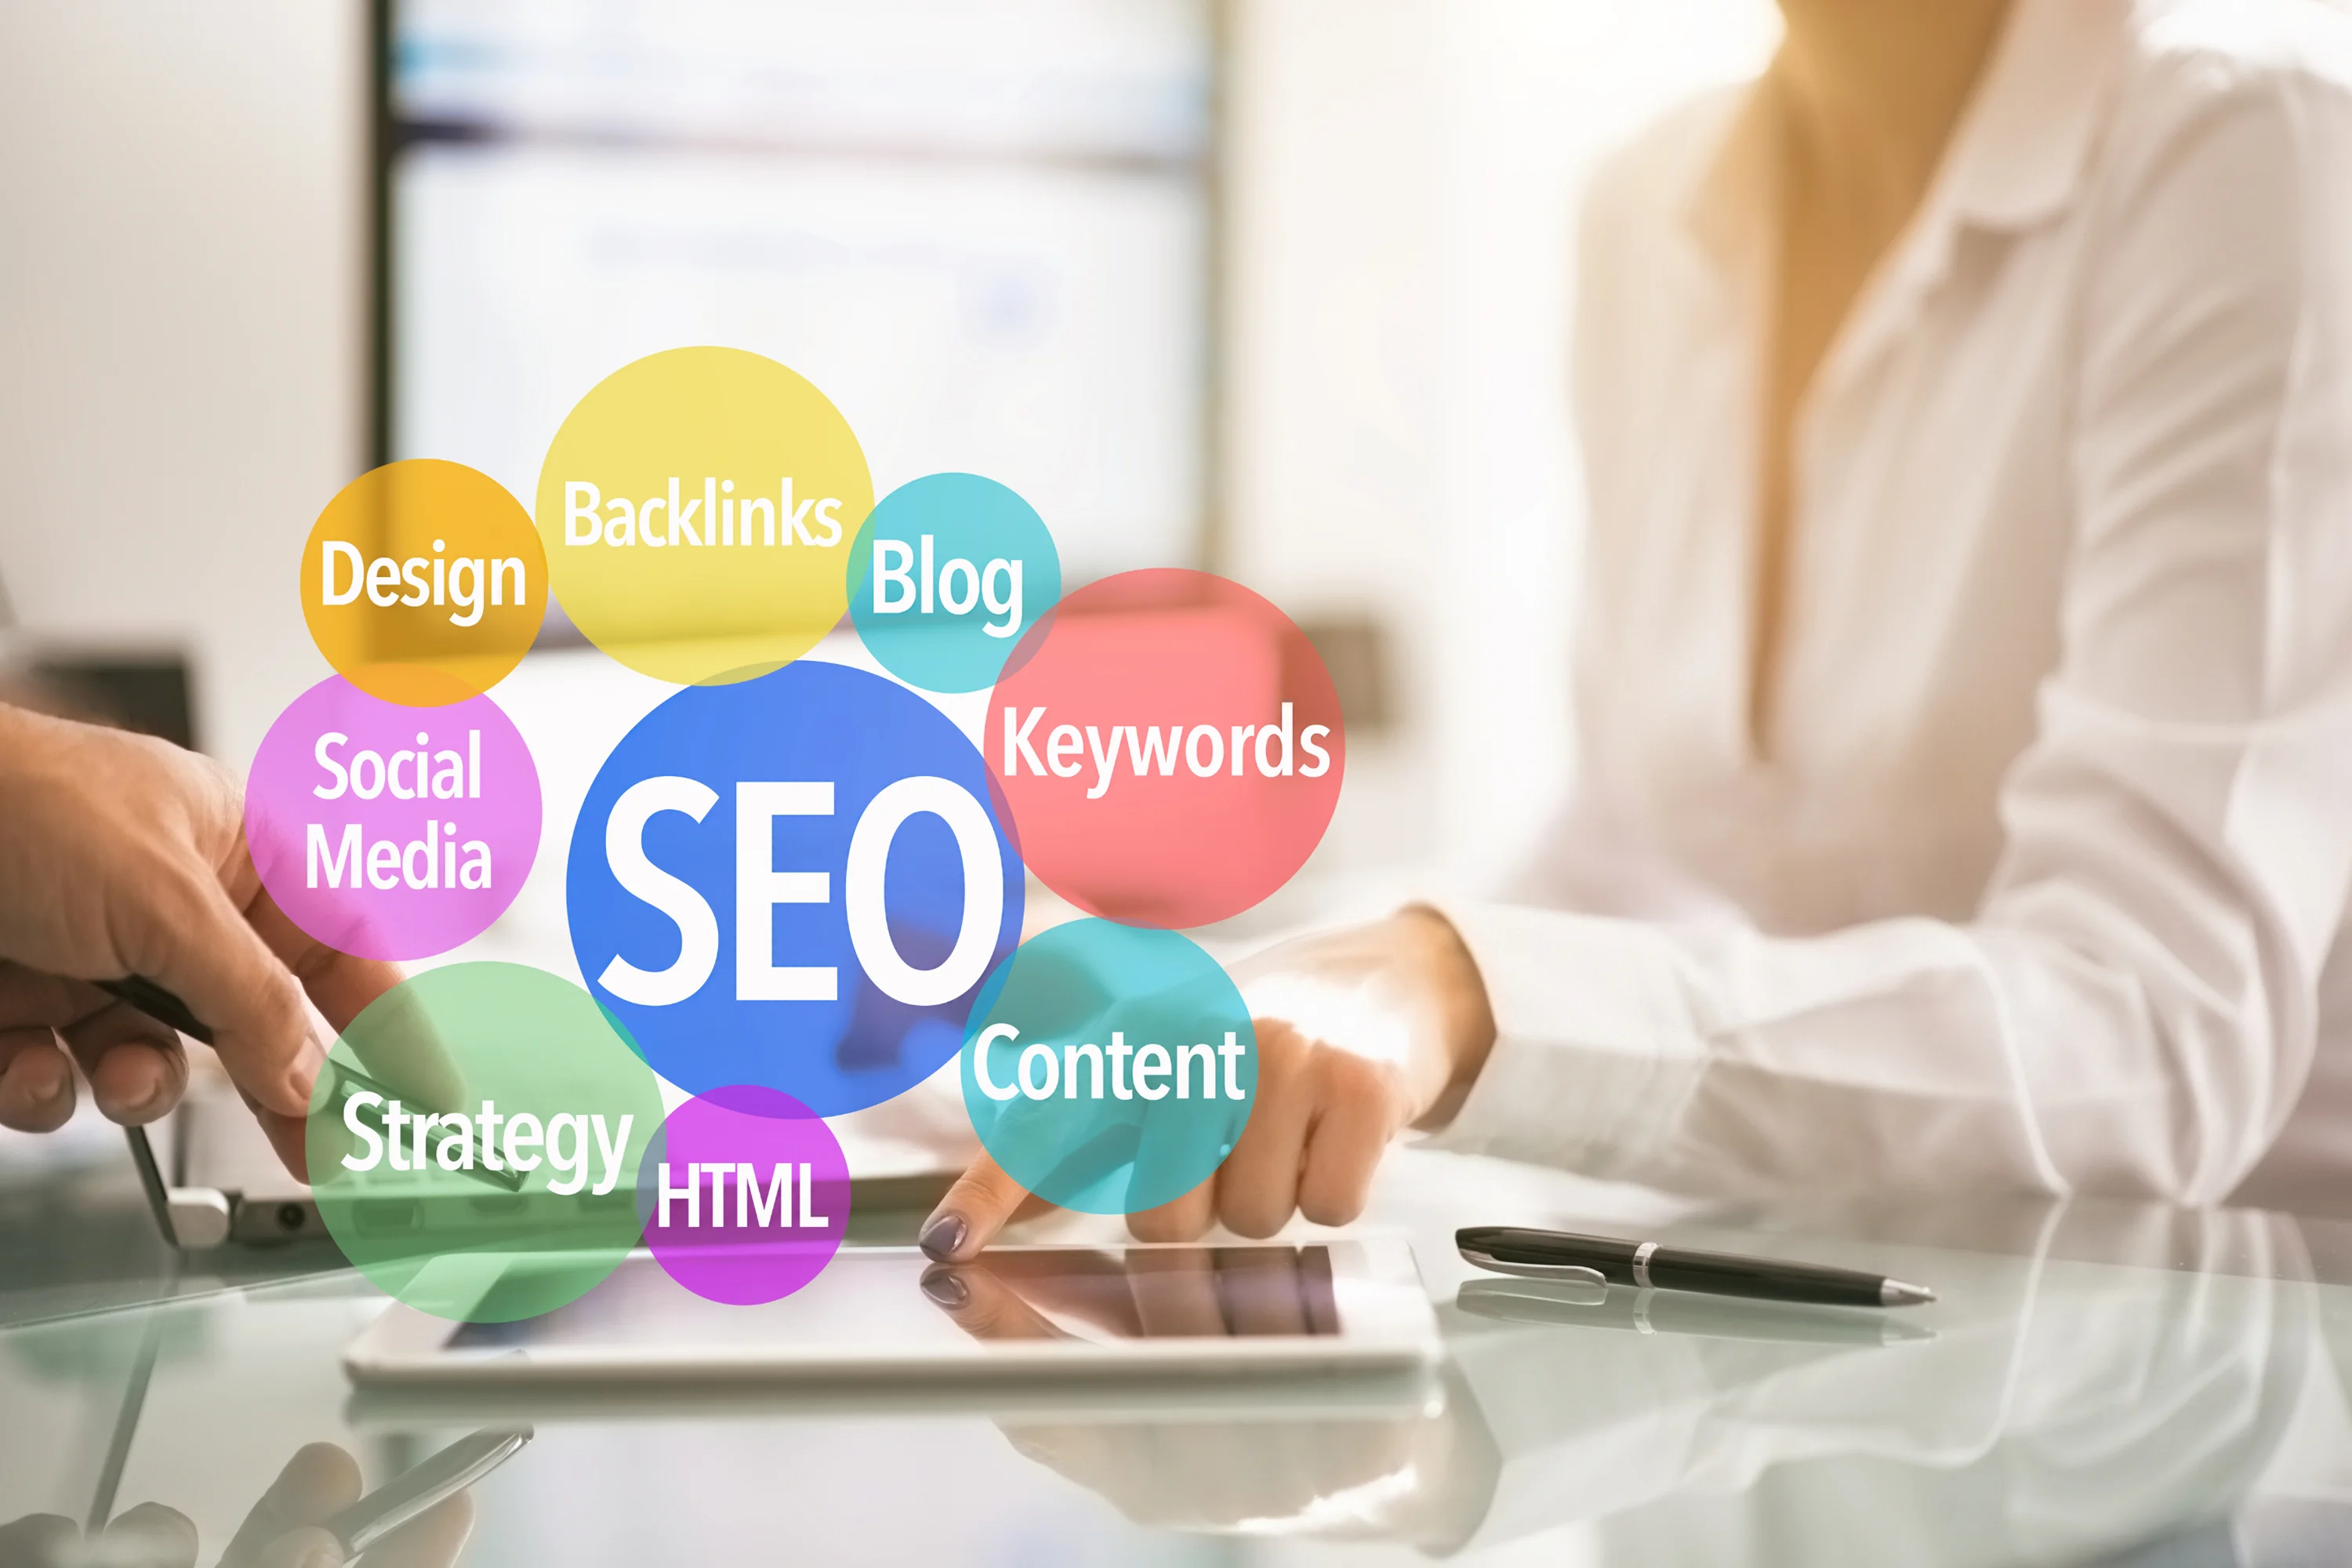 Backlinks
Design
Blog
Keywords
Social
Media
SEO
Content
Strategy
HTML